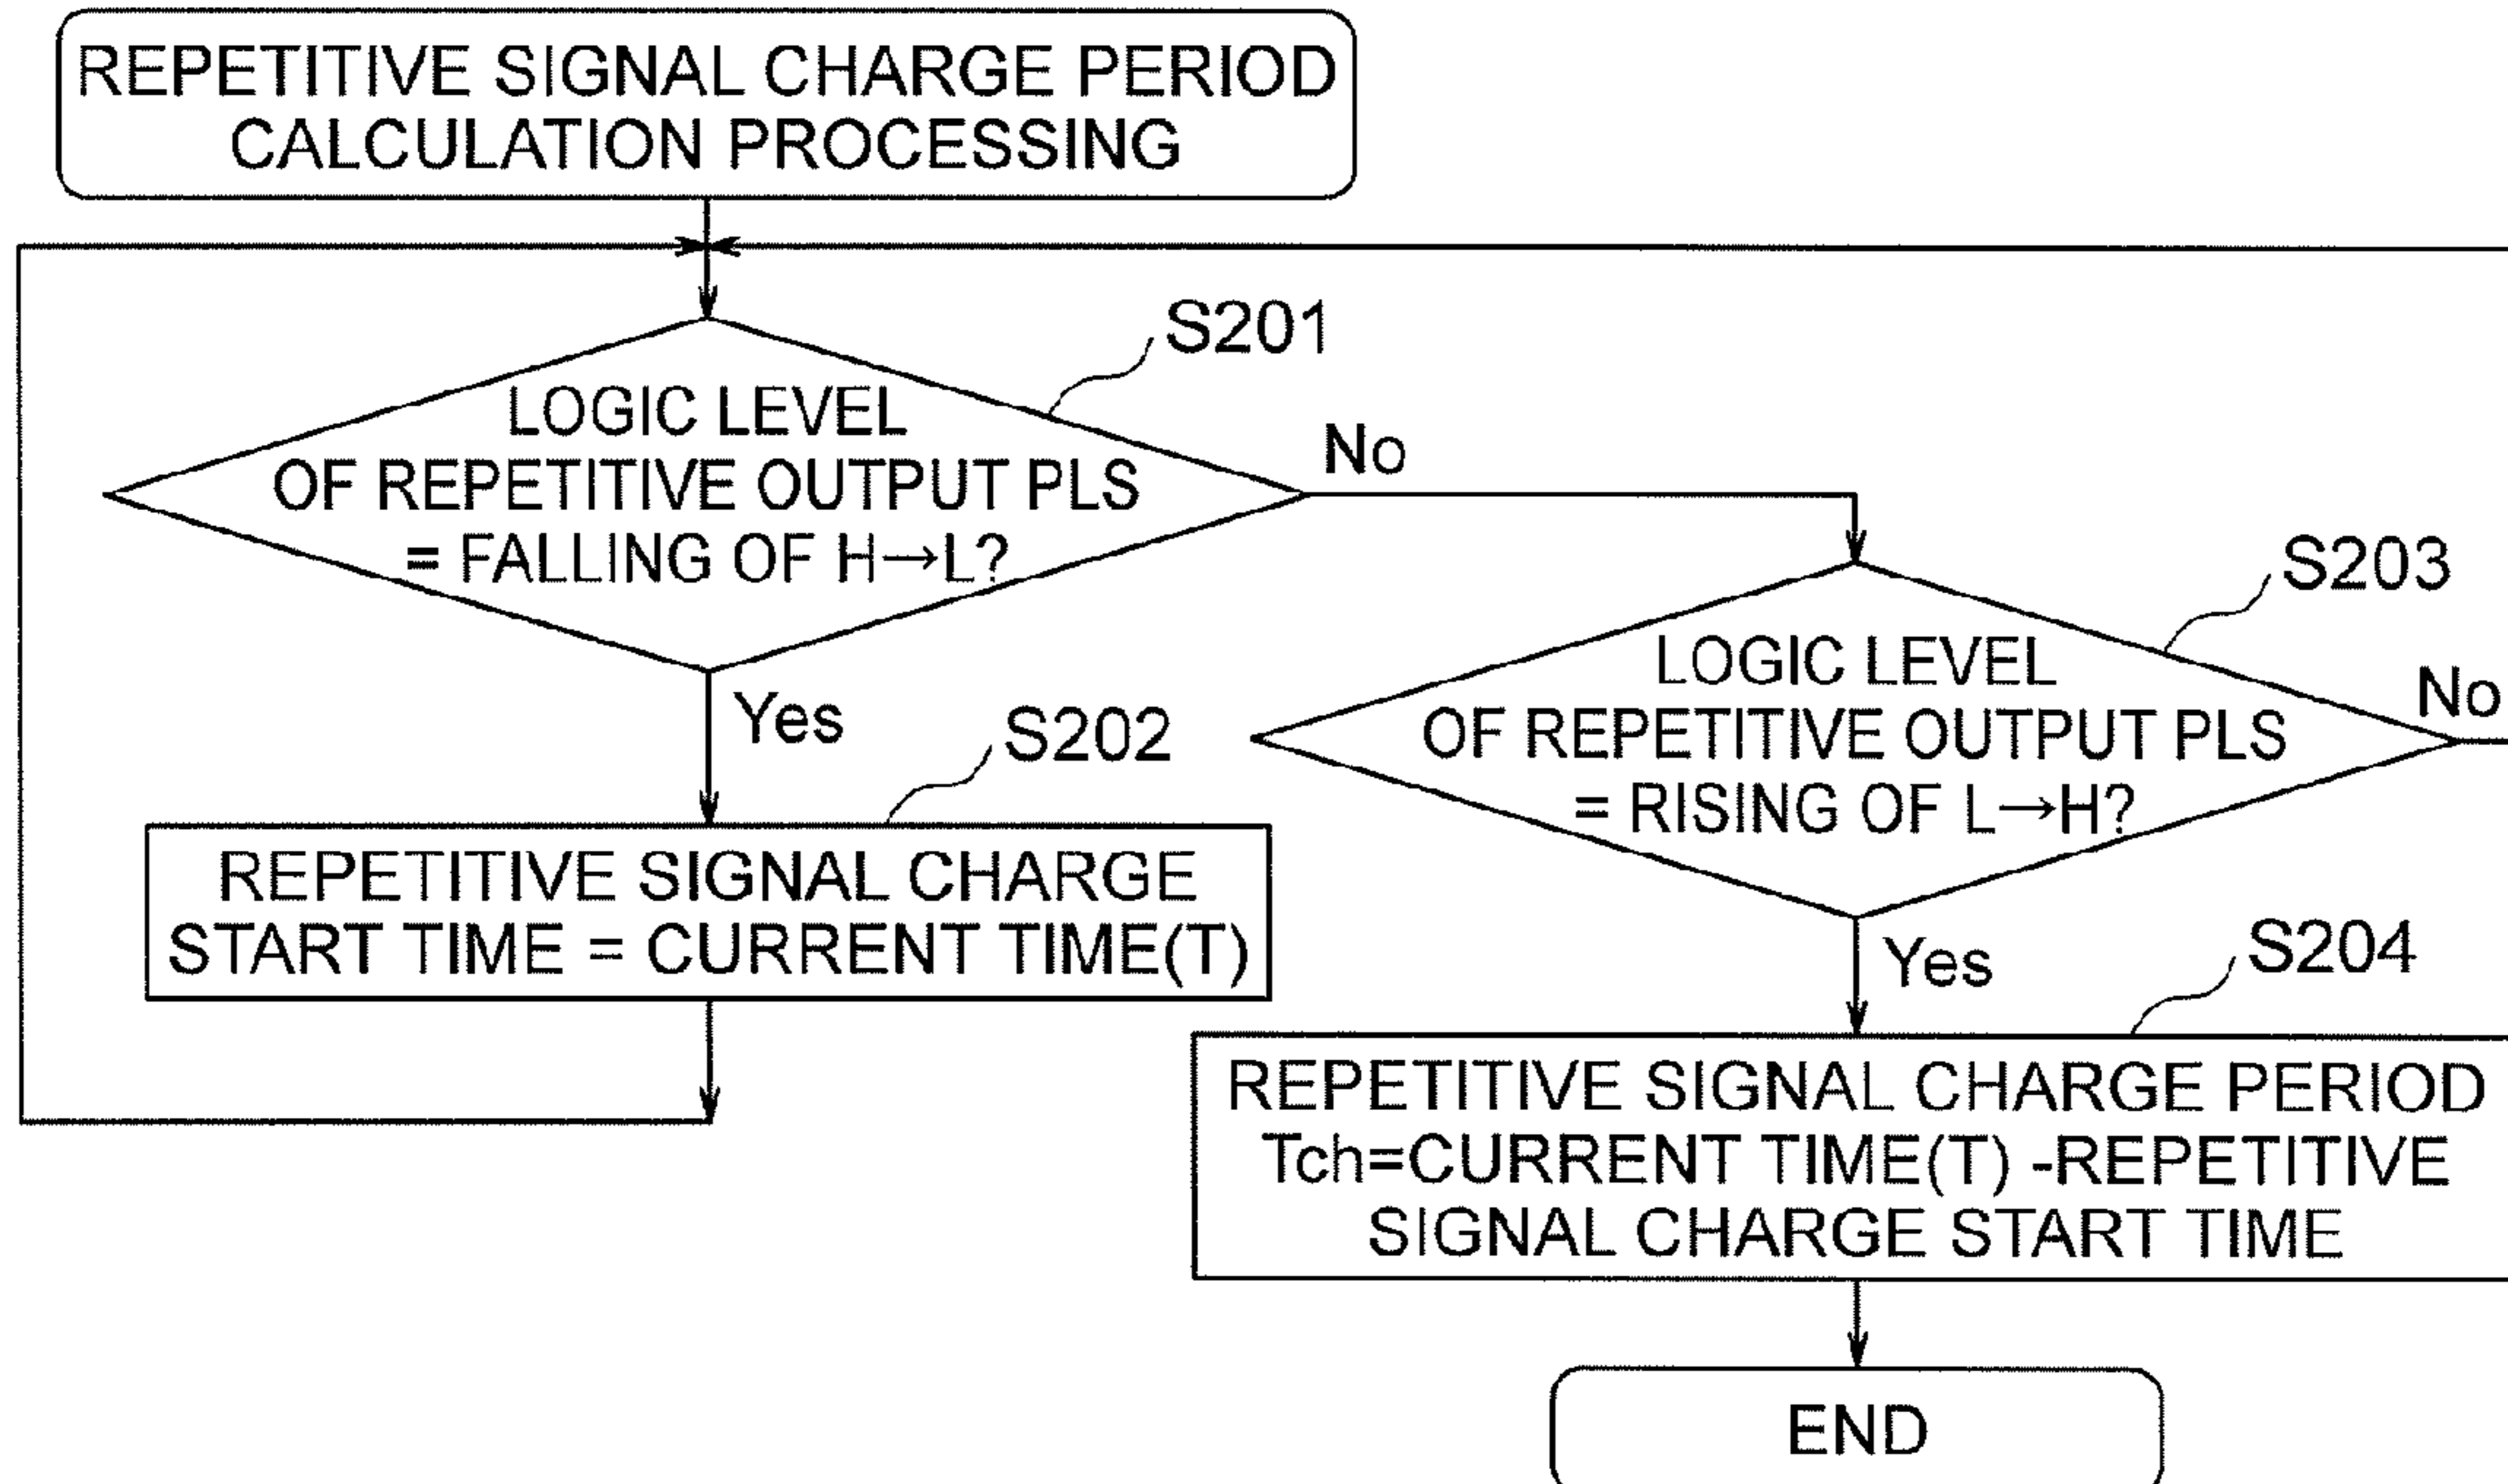 REPETITIVE SIGNAL CHARGE PERIOD
CALCULATION PROCESSING
S201
LOGIC LEVEL
OF REPETITIVE OUTPUT PLS
= FALLING OF H→L?
No
Yes
S202
REPETITIVE SIGNAL CHARGE
START TIME = CURRENT TIME(T)
S203
LOGIC LEVEL
OF REPETITIVE OUTPUT PLS
= RISING OF L→H?
No
Yes
S204
REPETITIVE SIGNAL CHARGE PERIOD
Tch=CURRENT TIME(T) -REPETITIVE
SIGNAL CHARGE START TIME
END